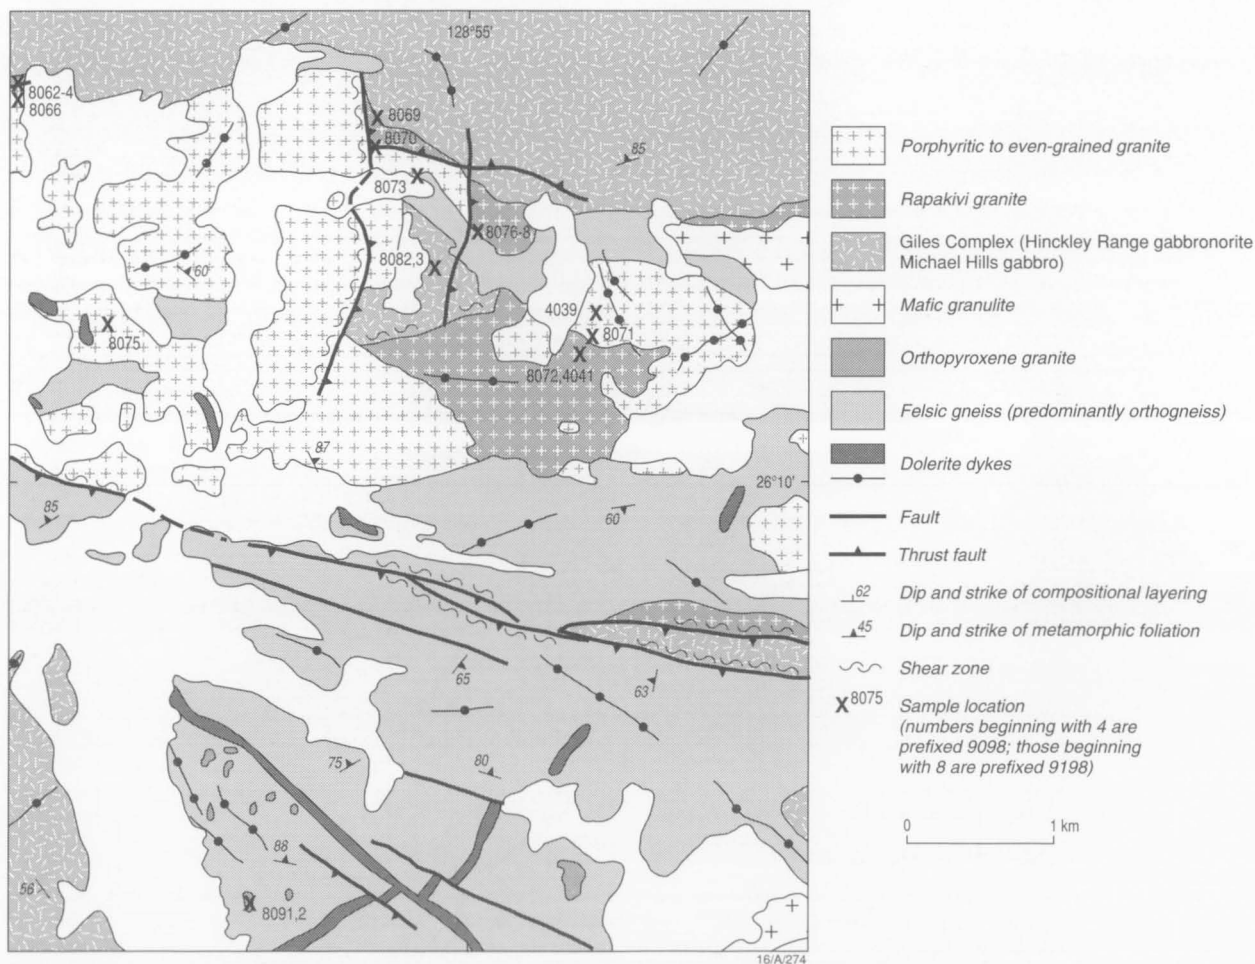 128°55'
8062-4
8066
8069
8070
85
8073
8076-8
8082,3
60
4039
8071
8075
8072,4041
87
26°10'
85
60
65
63
75
80
88
56
8091,2
16/A/274
Porphyritic to even-grained granite
Rapakivi granite
Giles Complex (Hinckley Range gabbronorite
Michael Hills gabbro)
Mafic granulite
Orthopyroxene granite
Felsic gneiss (predominantly orthogneiss)
Dolerite dykes
Fault
Thrust fault
62 Dip and strike of compositional layering
45 Dip and strike of metamorphic foliation
Shear zone
X 8075 Sample location
(numbers beginning with 4 are
prefixed 9098; those beginning
with 8 are prefixed 9198)
0 1 km